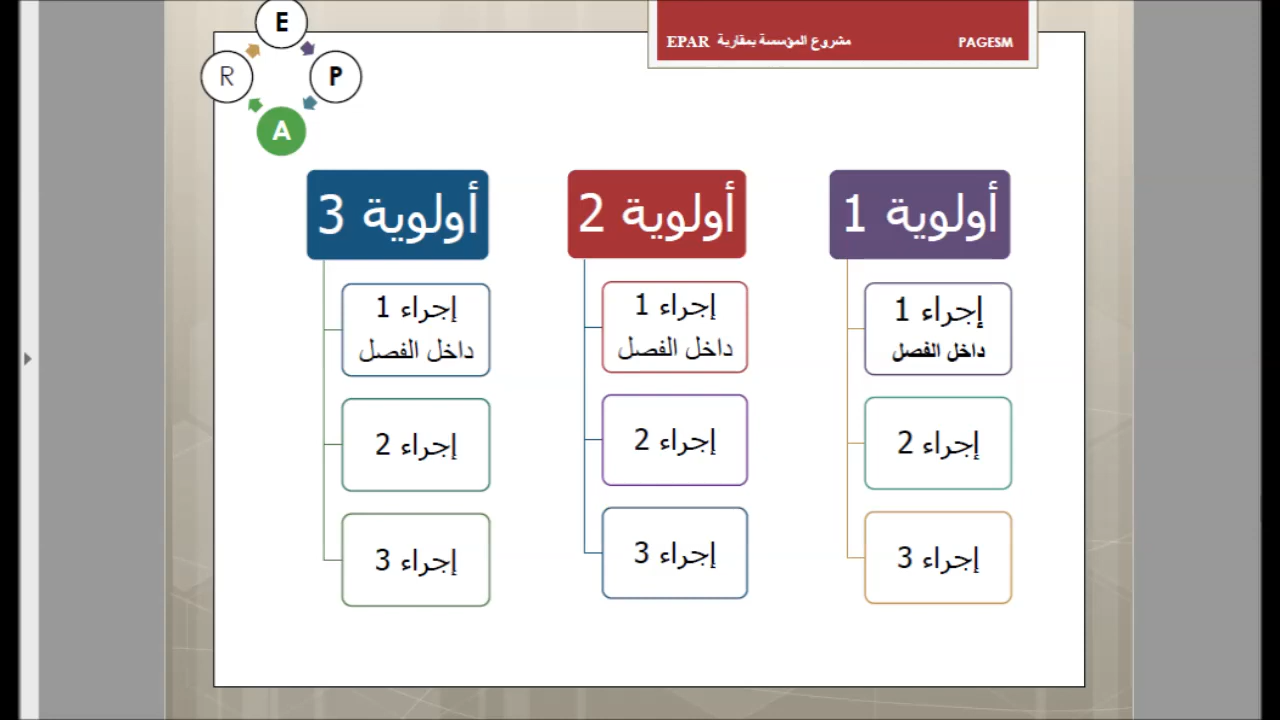 E
R
P
A
مشروع المؤسسة بمقاربة EPAR
PAGESM
أولوية 1
إجراء 1
داخل الفصل
إجراء 2
إجراء 3
أولوية 2
إجراء 1
داخل الفصل
إجراء 2
إجراء 3
أولوية 3
إجراء 1
داخل الفصل
إجراء 2
إجراء 3